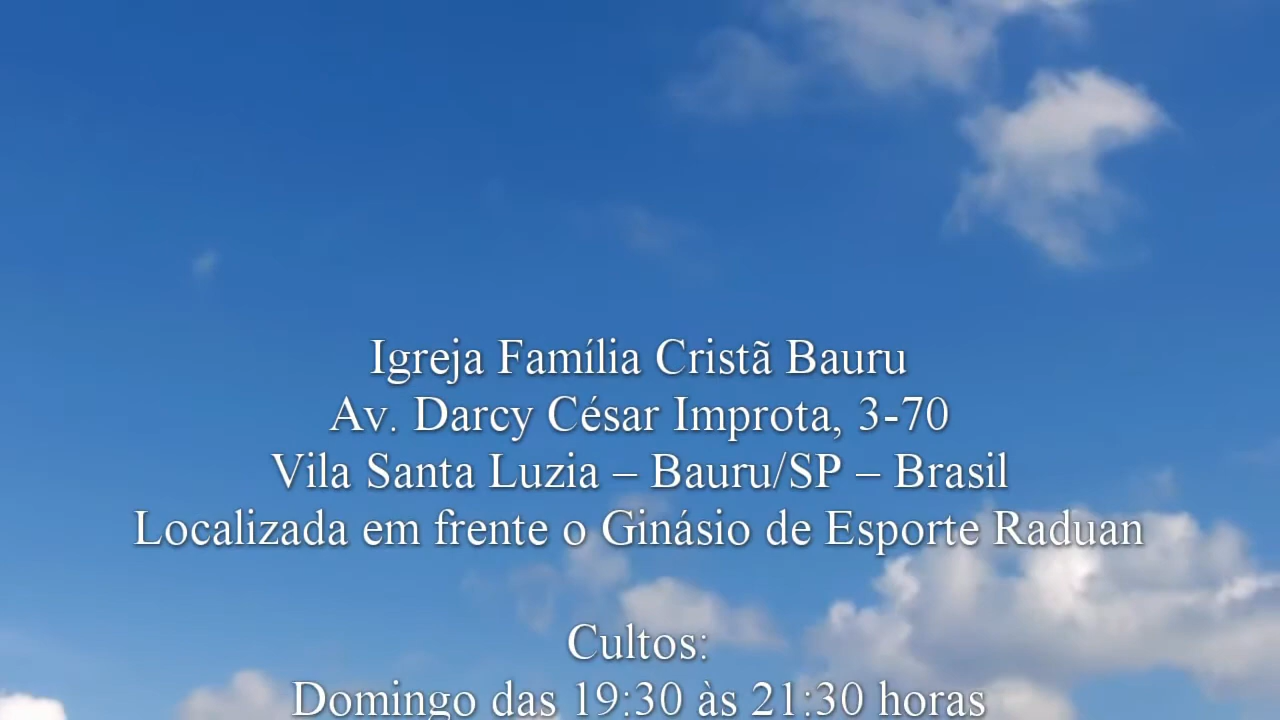 Igreja Família Cristã Bauru
Av. Darcy César Improta, 3-70
Vila Santa Luzia – Bauru/SP – Brasil
Localizada em frente o Ginásio de Esporte Raduan
Cultos:
Domingo das 19:30 às 21:30 horas